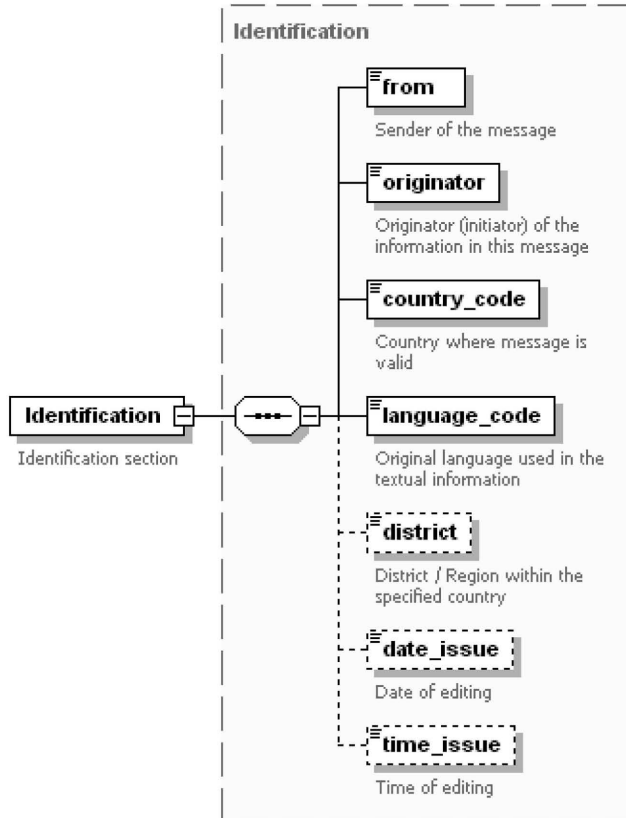 Identification
from
Sender of the message
originator
Originator (initiator) of the
information in this message
country_code
Country where message is
valid
Identification
Identification section
language_code
Original language used in the
textual information
district
District / Region within the
specified country
date_issue
Date of editing
time_issue
Time of editing